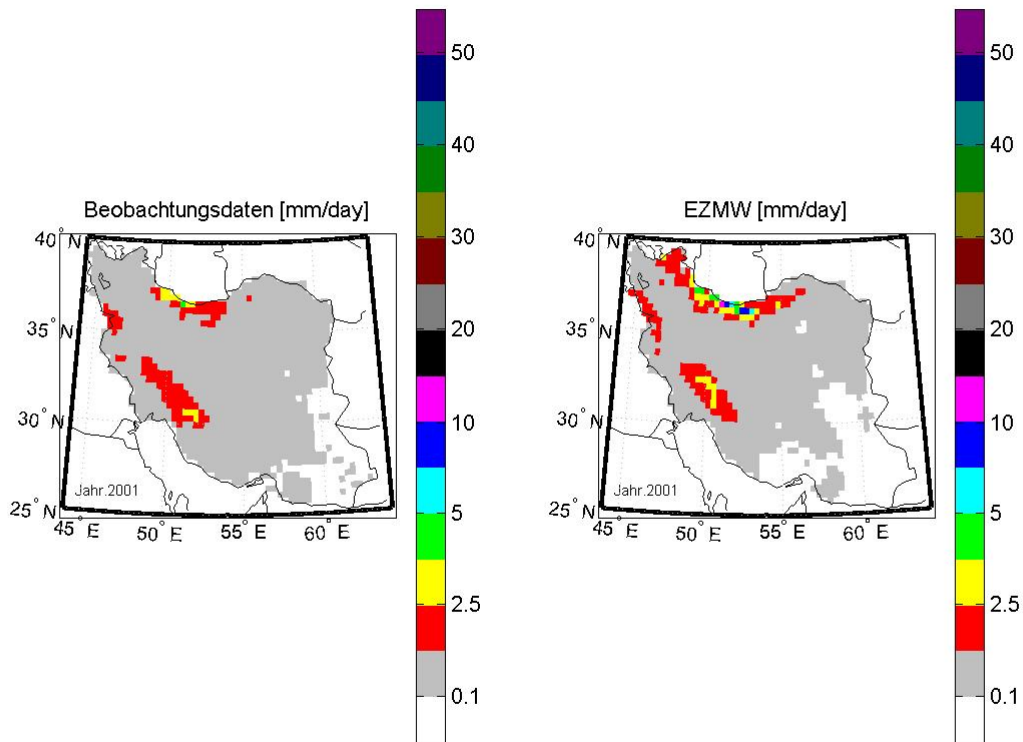 Beobachtungsdaten [mm/day]
40° N
35° N
30° N
25° N
Jahr.2001
45° E
50° E
55° E
60° E
50
40
30
20
10
5
2.5
0.1
EZMW [mm/day]
40° N
35° N
30° N
25° N
Jahr.2001
45° E
50° E
55° E
60° E
50
40
30
20
10
5
2.5
0.1